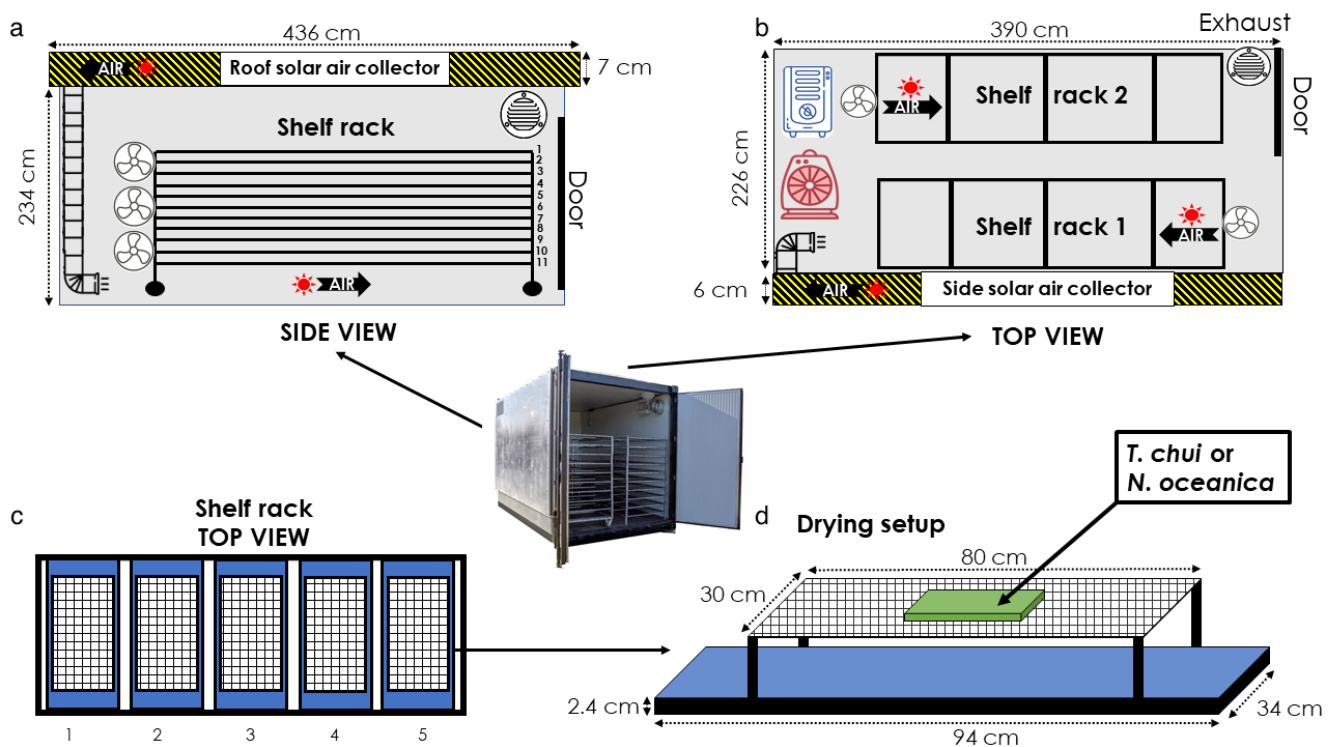 a
436 cm
AIR
Roof solar air collector
7 cm
Shelf rack
234 cm
1
2
3
4
5
6
7
8
9
10
11
Door
AIR
SIDE VIEW
b
390 cm
Exhaust
AIR
Shelf rack 2
Door
226 cm
Shelf rack 1
AIR
6 cm
AIR
Side solar air collector
TOP VIEW
c
Shelf rack
TOP VIEW
1 2 3 4 5
d
Drying setup
T. chui or
N. oceanica
80 cm
30 cm
2.4 cm
34 cm
94 cm